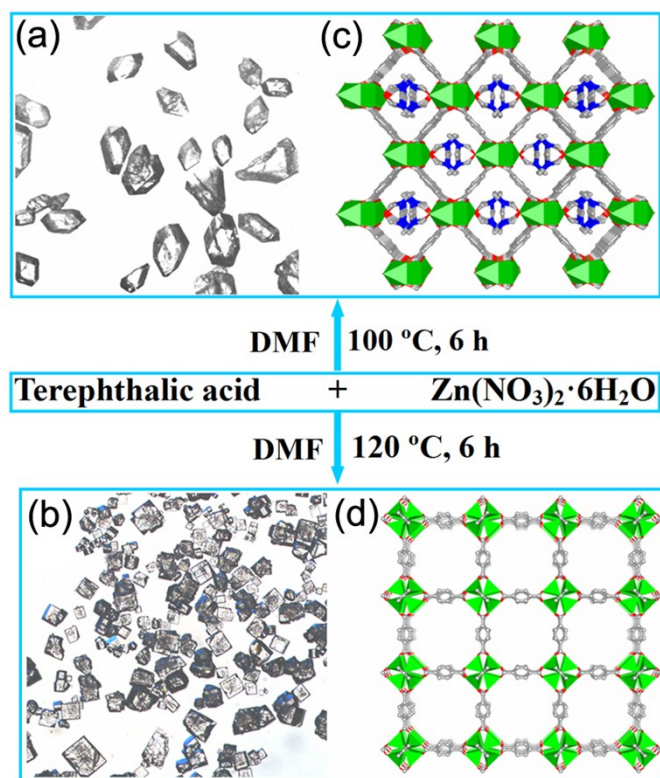 (a)
(c)
DMF 100 ºC, 6 h
Terephthalic acid + Zn(NO₃)₂·6H₂O
DMF 120 ºC, 6 h
(b)
(d)